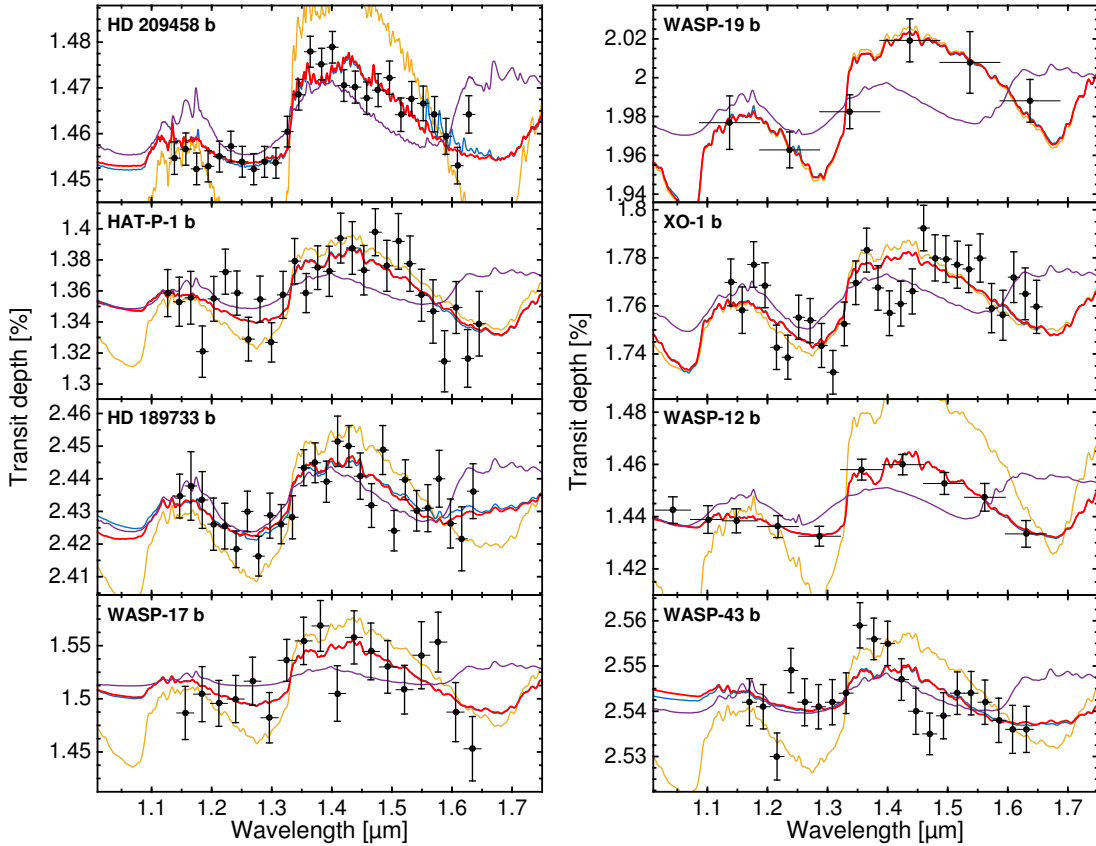 HD 209458 b
1.48
1.47
1.46
1.45
HAT-P-1 b
1.4
1.38
1.36
1.34
1.32
1.3
HD 189733 b
2.46
2.45
2.44
2.43
2.42
2.41
WASP-17 b
1.55
1.5
1.45
1.1 1.2 1.3 1.4 1.5 1.6 1.7
Wavelength [µm]
Transit depth [%]
WASP-19 b
2.02
2
1.98
1.96
1.94
XO-1 b
1.8
1.78
1.76
1.74
WASP-12 b
1.48
1.46
1.44
1.42
WASP-43 b
2.56
2.55
2.54
2.53
1.1 1.2 1.3 1.4 1.5 1.6 1.7
Wavelength [µm]
Transit depth [%]